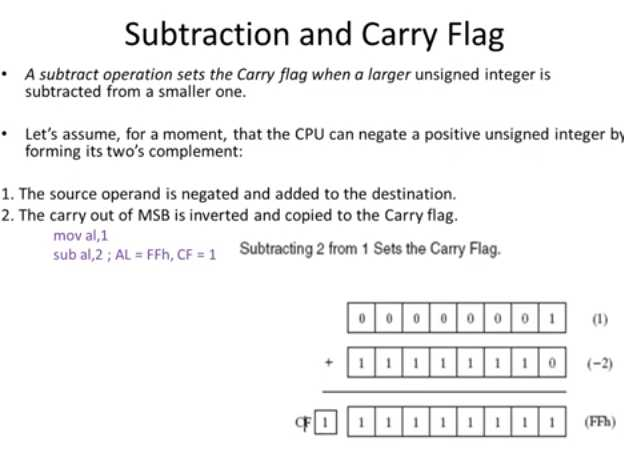 Subtraction and Carry Flag
• A subtract operation sets the Carry flag when a larger unsigned integer is
subtracted from a smaller one.
• Let's assume, for a moment, that the CPU can negate a positive unsigned integer by
forming its two's complement:
1. The source operand is negated and added to the destination.
2. The carry out of MSB is inverted and copied to the Carry flag.
mov al,1
sub al,2 ; AL = FFh, CF = 1
Subtracting 2 from 1 Sets the Carry Flag.
0 0 0 0 0 0 0 1 (1)
+ 1 1 1 1 1 1 1 0 (−2)
CF 1 1 1 1 1 1 1 1 1 (FFh)